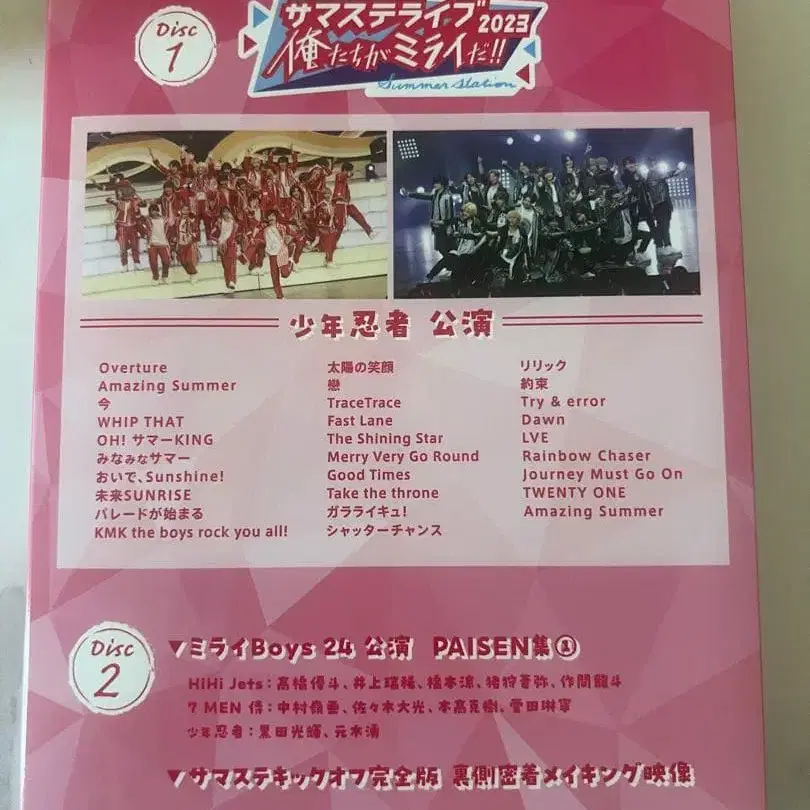 Disc 1
サマステライブ 2023
俺たちがミライだ!!
Summer Station
少年忍者 公演
Overture
Amazing Summer
今
WHIP THAT
OH! サマーKING
みなみなサマー
おいで、Sunshine!
未来SUNRISE
パレードが始まる
KMK the boys rock you all!
太陽の笑顔
戀
TraceTrace
Fast Lane
The Shining Star
Merry Very Go Round
Good Times
Take the throne
ガラライキュ!
シャッターチャンス
リリック
約束
Try & error
Dawn
LVE
Rainbow Chaser
Journey Must Go On
TWENTY ONE
Amazing Summer
Disc 2
▼ミライBoys 24 公演 PAISEN集①
HiHi Jets:髙橋優斗、井上瑞稀、橋本涼、猪狩蒼弥、作間龍斗
7 MEN 侍:中村嶺亜、佐々木大光、本髙克樹、菅田琳寧
少年忍者:黒田光輝、元木湧
▼サマステキックオフ完全版 裏側密着メイキング映像